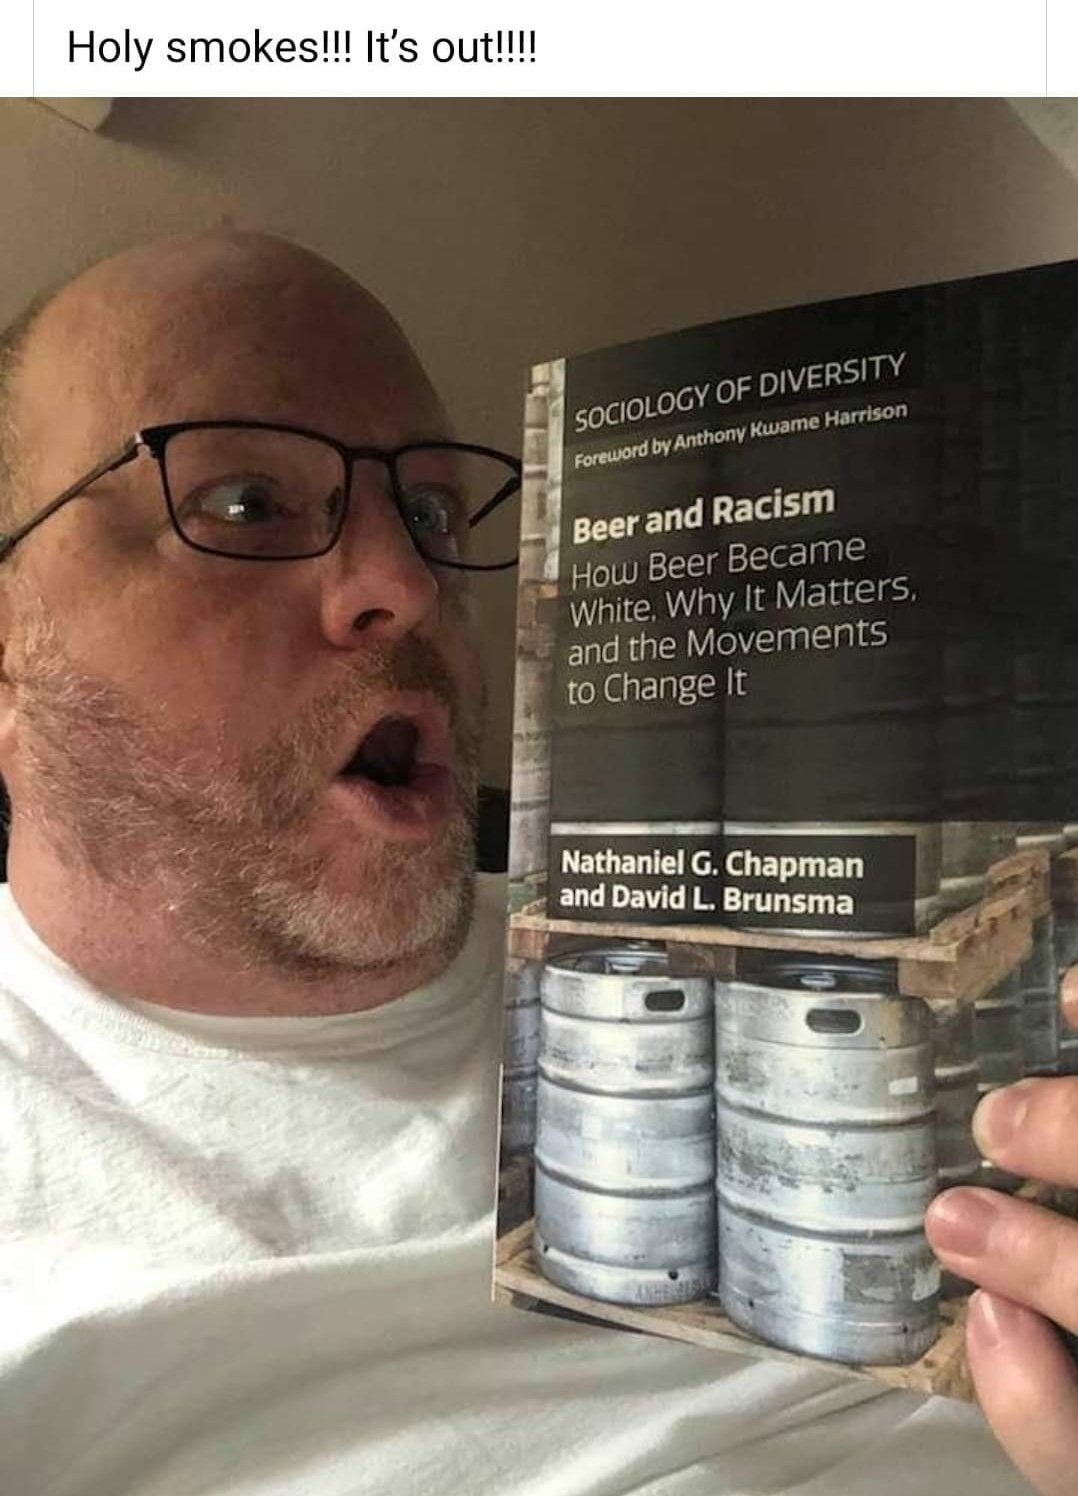 Holy smokes!!! It's out!!!!
SOCIOLOGY OF DIVERSITY
Foreword by Anthony Kwame Harrison
Beer and Racism
How Beer Became
White, Why It Matters,
and the Movements
to Change It
Nathaniel G. Chapman
and David L. Brunsma